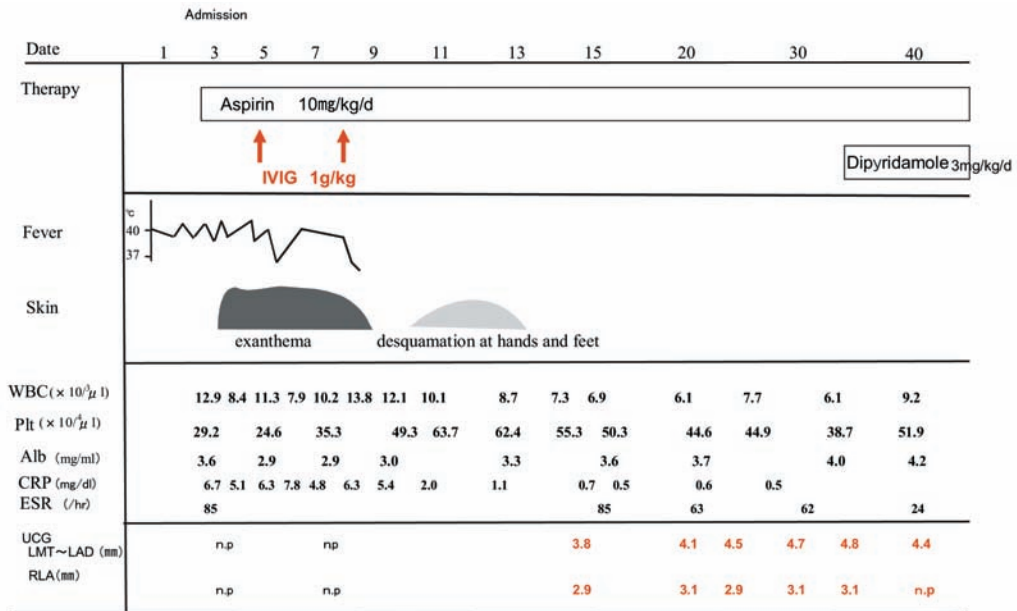 Admission
Date 1 3 5 7 9 11 13 15 20 30 40
Therapy
Aspirin 10mg/kg/d
IVIG 1g/kg
Dipyridamole 3mg/kg/d
℃
Fever 40
37
Skin
exanthema desquamation at hands and feet
WBC(×10/³μl) 12.9 8.4 11.3 7.9 10.2 13.8 12.1 10.1 8.7 7.3 6.9 6.1 7.7 6.1 9.2
Plt (×10/⁴μl) 29.2 24.6 35.3 49.3 63.7 62.4 55.3 50.3 44.6 44.9 38.7 51.9
Alb (mg/ml) 3.6 2.9 2.9 3.0 3.3 3.6 3.7 4.0 4.2
CRP (mg/dl) 6.7 5.1 6.3 7.8 4.8 6.3 5.4 2.0 1.1 0.7 0.5 0.6 0.5
ESR (/hr) 85 85 63 62 24
UCG
LMT～LAD (mm) n.p np 3.8 4.1 4.5 4.7 4.8 4.4
RLA(mm) n.p n.p 2.9 3.1 2.9 3.1 3.1 n.p